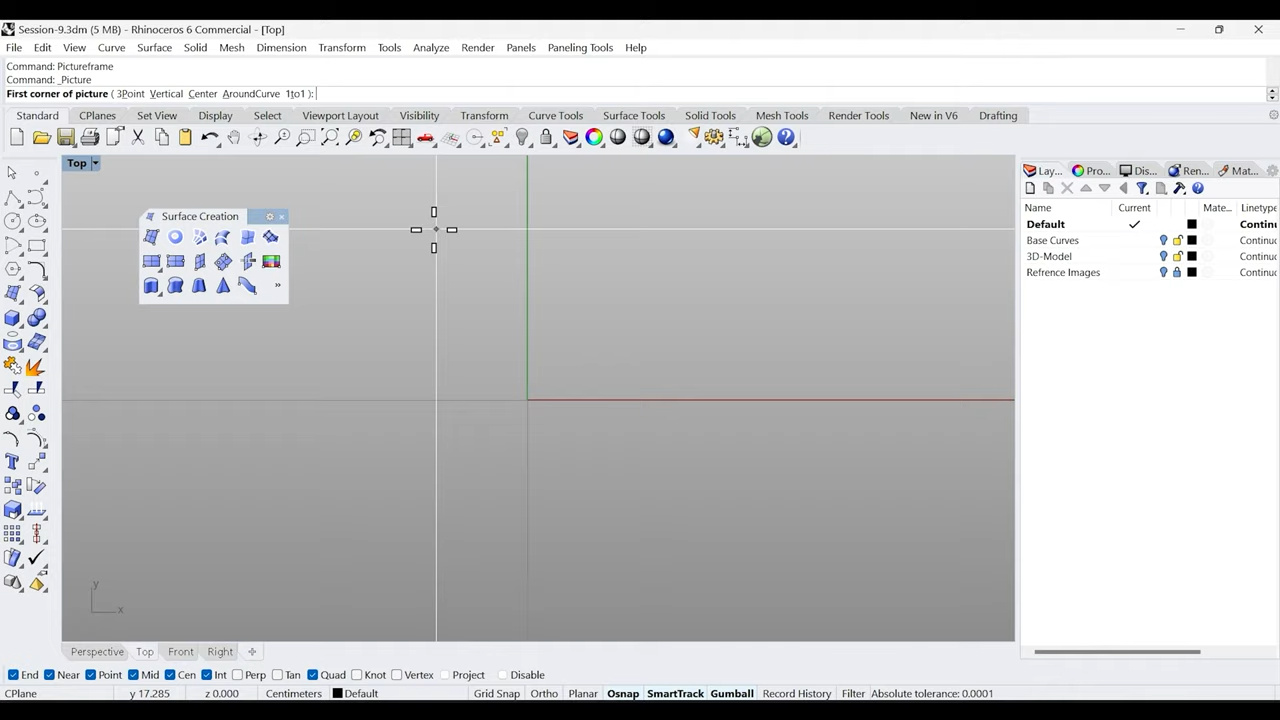 Session-9.3dm (5 MB) - Rhinoceros 6 Commercial - [Top]
File Edit View Curve Surface Solid Mesh Dimension Transform Tools Analyze Render Panels Paneling Tools Help
Command: Pictureframe
Command: _Picture
First corner of picture ( 3Point Vertical Center AroundCurve 1to1 ):
Standard CPlanes Set View Display Select Viewport Layout Visibility Transform Curve Tools Surface Tools Solid Tools Mesh Tools Render Tools New in V6 Drafting
Top
Lay... Pro... Dis... Ren... Mat...
Name Current Mate... Linetype
Surface Creation
Default Contin
Base Curves Continuo
3D-Model Continuo
Refrence Images Continuo
»
y
x
Perspective Top Front Right
End Near Point Mid Cen Int Perp Tan Quad Knot Vertex Project Disable
CPlane y 17.285 z 0.000 Centimeters Default Grid Snap Ortho Planar Osnap SmartTrack Gumball Record History Filter Absolute tolerance: 0.0001